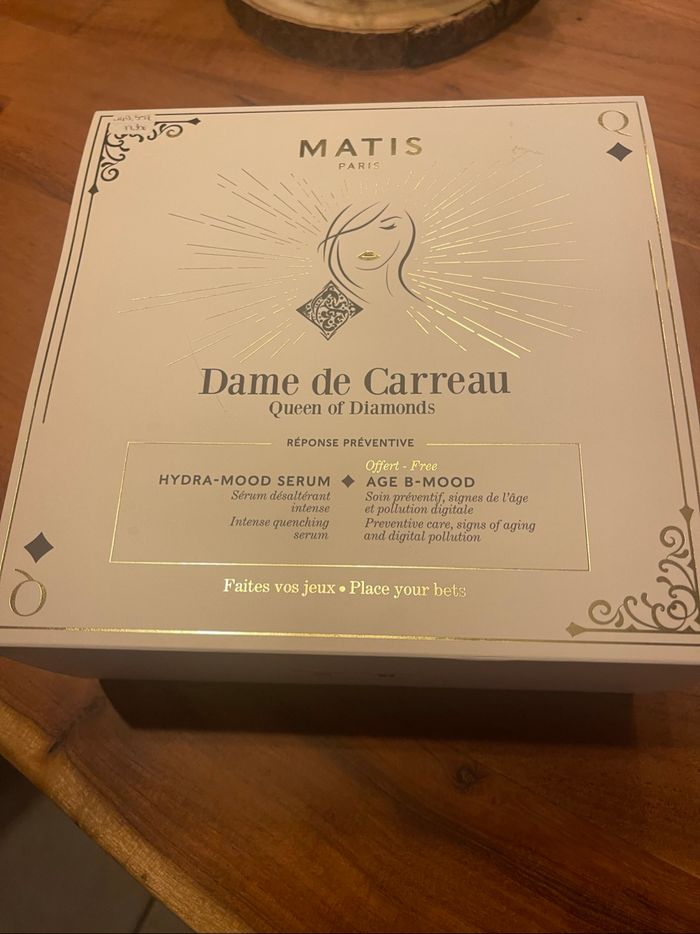 Q
MATIS
PARIS
Dame de Carreau
Queen of Diamonds
RÉPONSE PRÉVENTIVE
HYDRA-MOOD SERUM
Sérum désaltérant
intense
Intense quenching
serum
Offert - Free
AGE B-MOOD
Soin préventif, signes de l'âge
et pollution digitale
Preventive care, signs of aging
and digital pollution
Faites vos jeux • Place your bets
Q